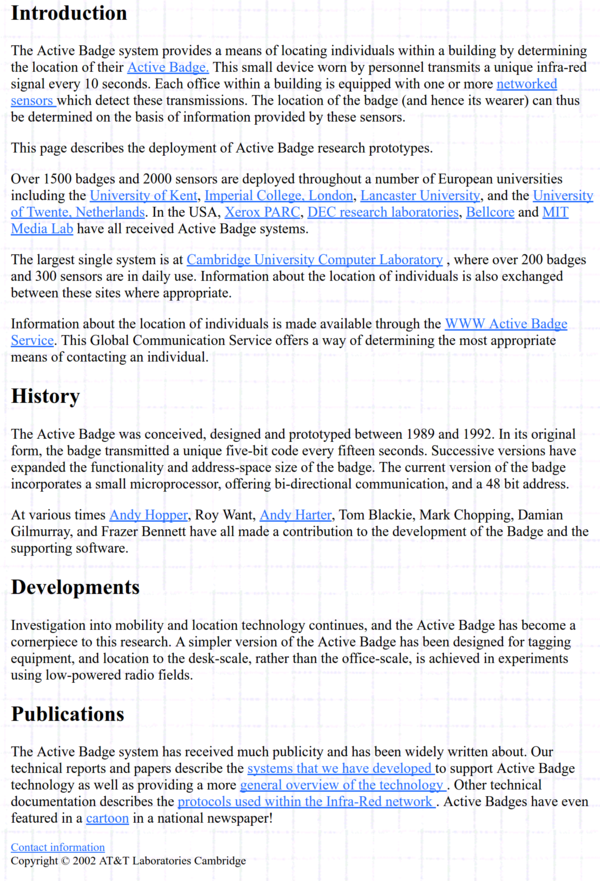 Introduction
The Active Badge system provides a means of locating individuals within a building by determining
the location of their Active Badge. This small device worn by personnel transmits a unique infra-red
signal every 10 seconds. Each office within a building is equipped with one or more networked
sensors which detect these transmissions. The location of the badge (and hence its wearer) can thus
be determined on the basis of information provided by these sensors.
This page describes the deployment of Active Badge research prototypes.
Over 1500 badges and 2000 sensors are deployed throughout a number of European universities
including the University of Kent, Imperial College, London, Lancaster University, and the University
of Twente, Netherlands. In the USA, Xerox PARC, DEC research laboratories, Bellcore and MIT
Media Lab have all received Active Badge systems.
The largest single system is at Cambridge University Computer Laboratory , where over 200 badges
and 300 sensors are in daily use. Information about the location of individuals is also exchanged
between these sites where appropriate.
Information about the location of individuals is made available through the WWW Active Badge
Service. This Global Communication Service offers a way of determining the most appropriate
means of contacting an individual.
History
The Active Badge was conceived, designed and prototyped between 1989 and 1992. In its original
form, the badge transmitted a unique five-bit code every fifteen seconds. Successive versions have
expanded the functionality and address-space size of the badge. The current version of the badge
incorporates a small microprocessor, offering bi-directional communication, and a 48 bit address.
At various times Andy Hopper, Roy Want, Andy Harter, Tom Blackie, Mark Chopping, Damian
Gilmurray, and Frazer Bennett have all made a contribution to the development of the Badge and the
supporting software.
Developments
Investigation into mobility and location technology continues, and the Active Badge has become a
cornerpiece to this research. A simpler version of the Active Badge has been designed for tagging
equipment, and location to the desk-scale, rather than the office-scale, is achieved in experiments
using low-powered radio fields.
Publications
The Active Badge system has received much publicity and has been widely written about. Our
technical reports and papers describe the systems that we have developed to support Active Badge
technology as well as providing a more general overview of the technology . Other technical
documentation describes the protocols used within the Infra-Red network . Active Badges have even
featured in a cartoon in a national newspaper!
Contact information
Copyright © 2002 AT&T Laboratories Cambridge